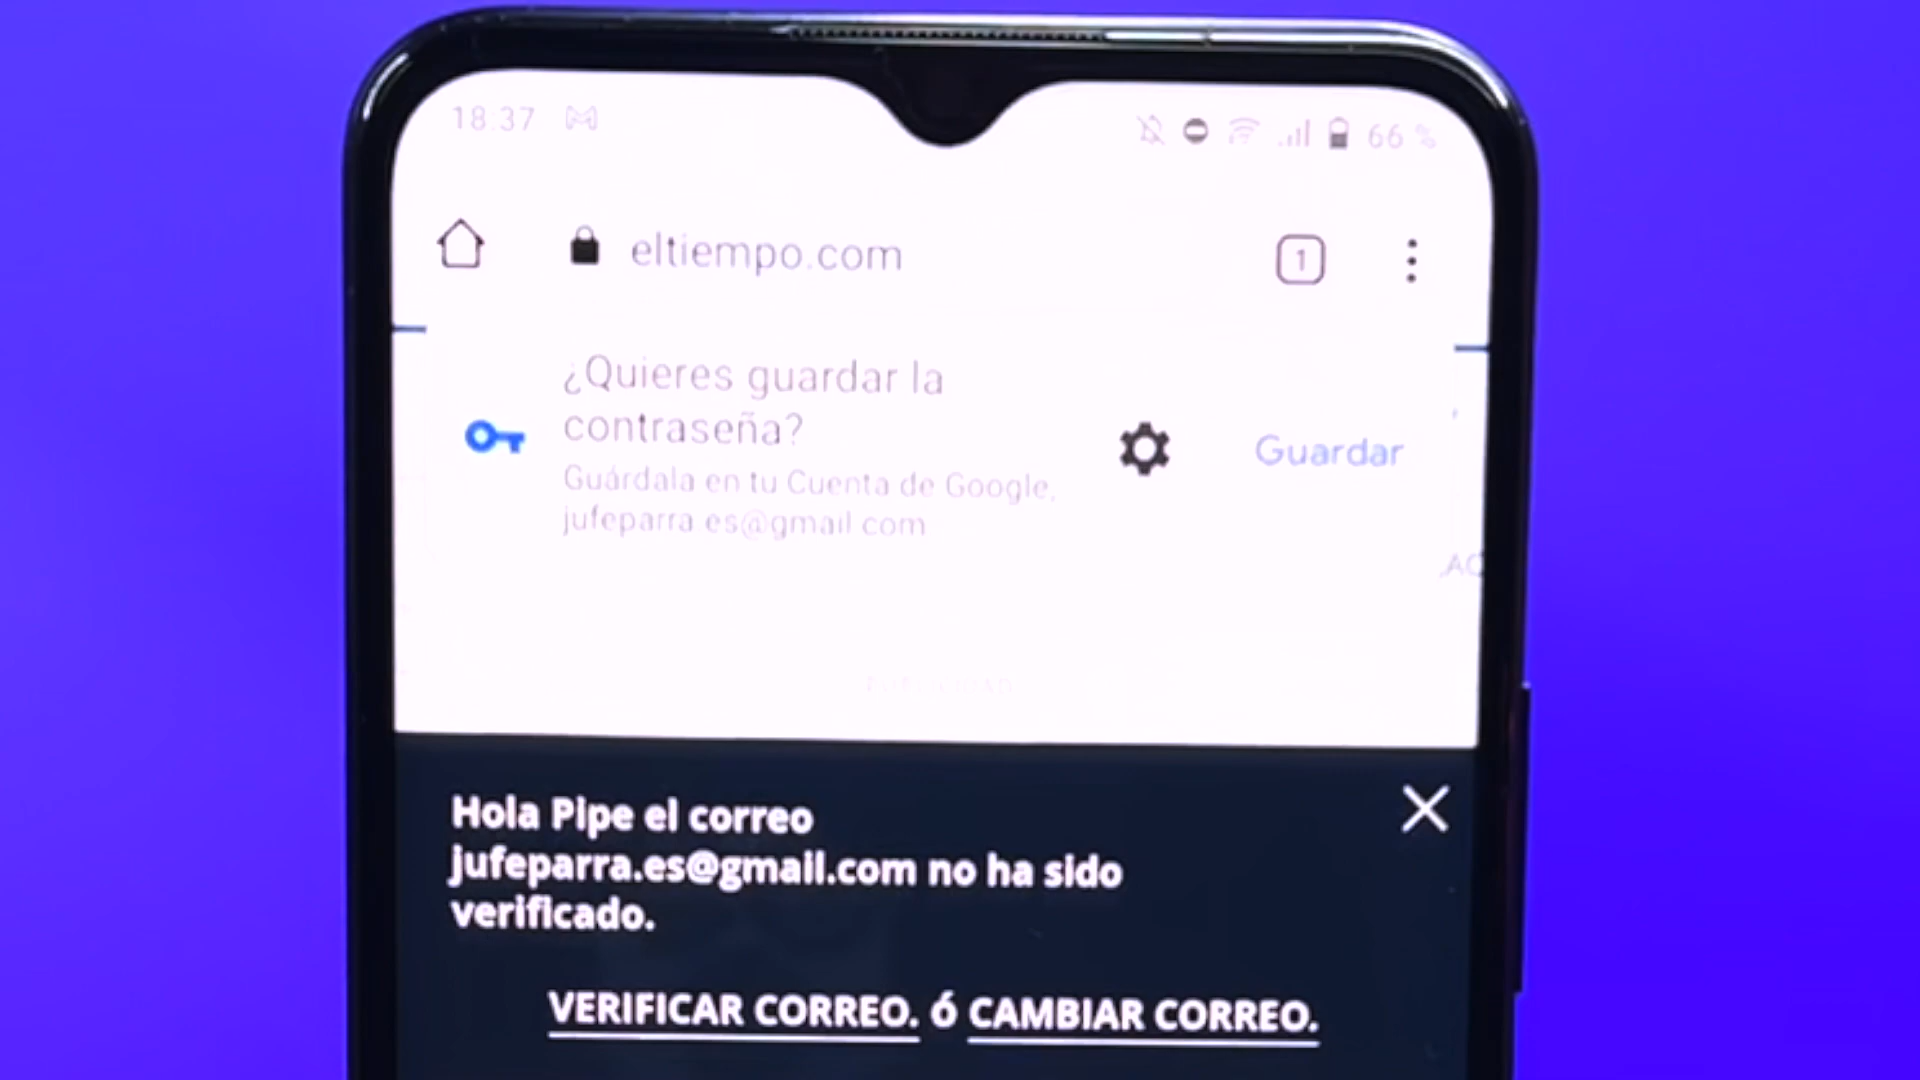 18:37
66 %
eltiempo.com
1
¿Quieres guardar la
contraseña?
Guardar
Guárdala en tu Cuenta de Google,
jufeparra.es@gmail.com
PUBLICIDAD
Hola Pipe el correo
jufeparra.es@gmail.com no ha sido
verificado.
VERIFICAR CORREO. ó CAMBIAR CORREO.